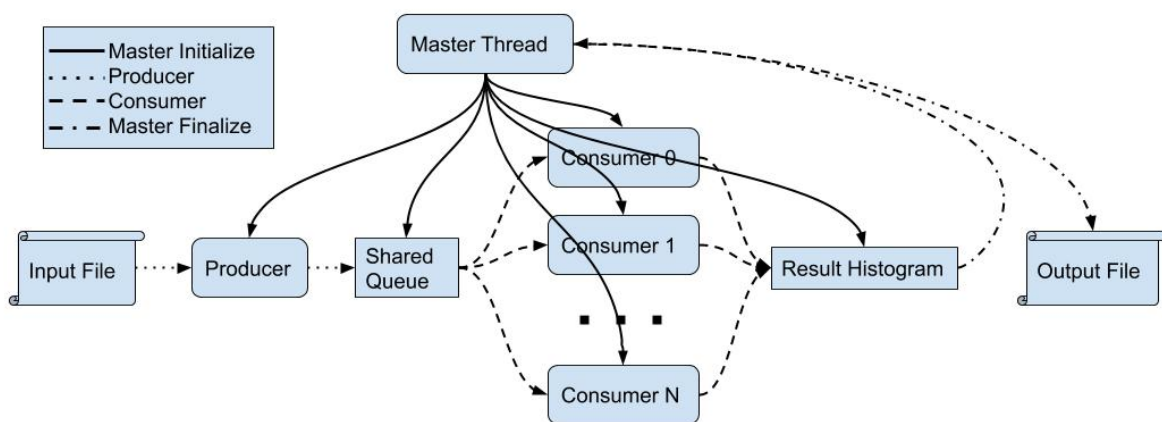 Master Thread
Master Initialize
Producer
Consumer
Master Finalize
Consumer 0
Input File
Producer
Shared
Queue
Consumer 1
Result Histogram
Output File
Consumer N